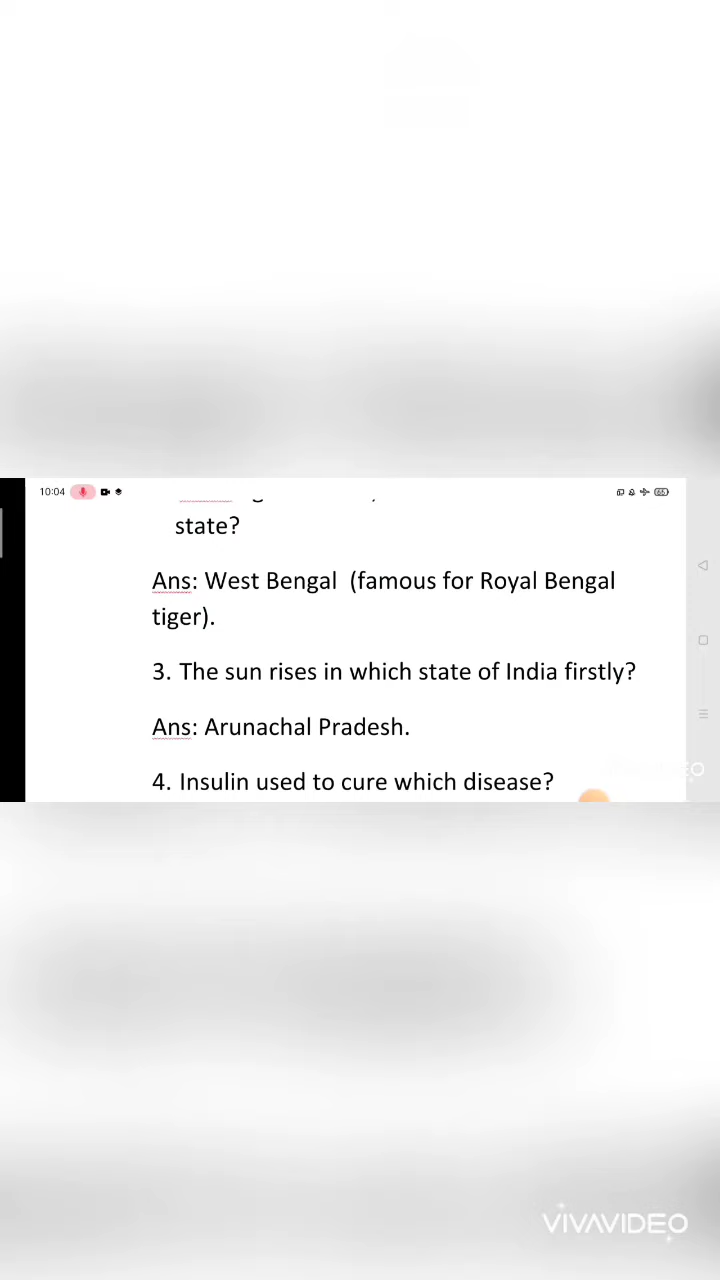 10:04
65
state?
Ans: West Bengal (famous for Royal Bengal
tiger).
3. The sun rises in which state of India firstly?
Ans: Arunachal Pradesh.
4. Insulin used to cure which disease?
VIVAVIDEO